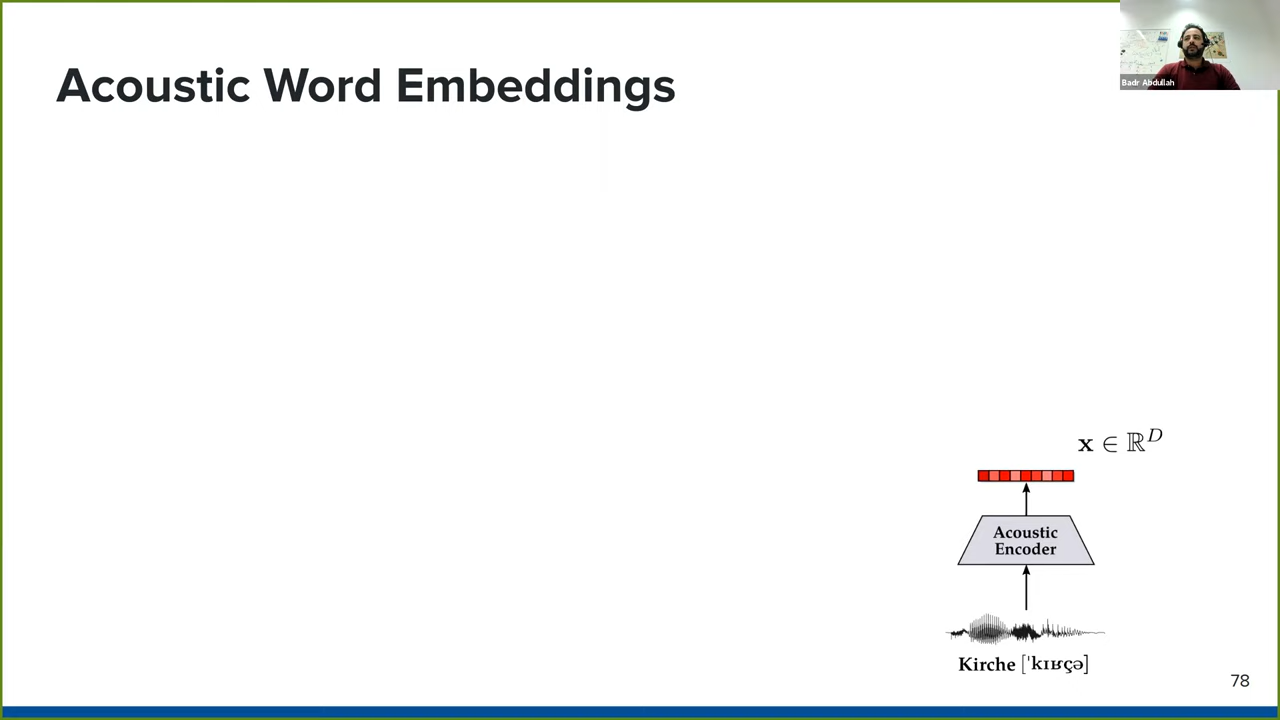 Acoustic Word Embeddings
Badr Abdullah
x ∈ ℝ^D
Acoustic
Encoder
Kirche [ˈkɪʁçə]
78